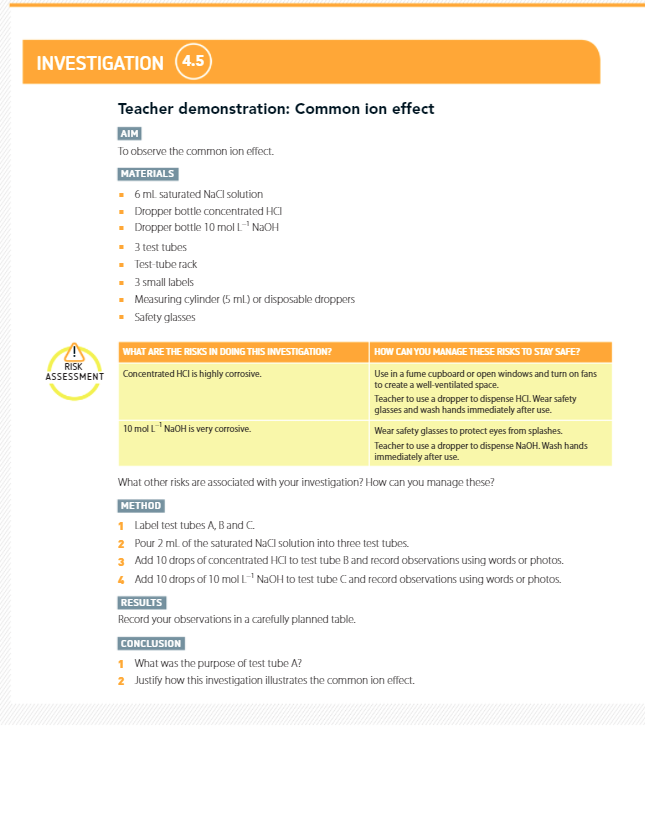 INVESTIGATION 4.5
Teacher demonstration: Common ion effect
AIM
To observe the common ion effect.
MATERIALS
▪ 6 mL saturated NaCl solution
▪ Dropper bottle concentrated HCl
▪ Dropper bottle 10 mol L⁻¹ NaOH
▪ 3 test tubes
▪ Test-tube rack
▪ 3 small labels
▪ Measuring cylinder (5 mL) or disposable droppers
▪ Safety glasses
!
RISK
ASSESSMENT
WHAT ARE THE RISKS IN DOING THIS INVESTIGATION?
HOW CAN YOU MANAGE THESE RISKS TO STAY SAFE?
Concentrated HCl is highly corrosive.
Use in a fume cupboard or open windows and turn on fans
to create a well-ventilated space.
Teacher to use a dropper to dispense HCl. Wear safety
glasses and wash hands immediately after use.
10 mol L⁻¹ NaOH is very corrosive.
Wear safety glasses to protect eyes from splashes.
Teacher to use a dropper to dispense NaOH. Wash hands
immediately after use.
What other risks are associated with your investigation? How can you manage these?
METHOD
1 Label test tubes A, B and C.
2 Pour 2 mL of the saturated NaCl solution into three test tubes.
3 Add 10 drops of concentrated HCl to test tube B and record observations using words or photos.
4 Add 10 drops of 10 mol L⁻¹ NaOH to test tube C and record observations using words or photos.
RESULTS
Record your observations in a carefully planned table.
CONCLUSION
1 What was the purpose of test tube A?
2 Justify how this investigation illustrates the common ion effect.